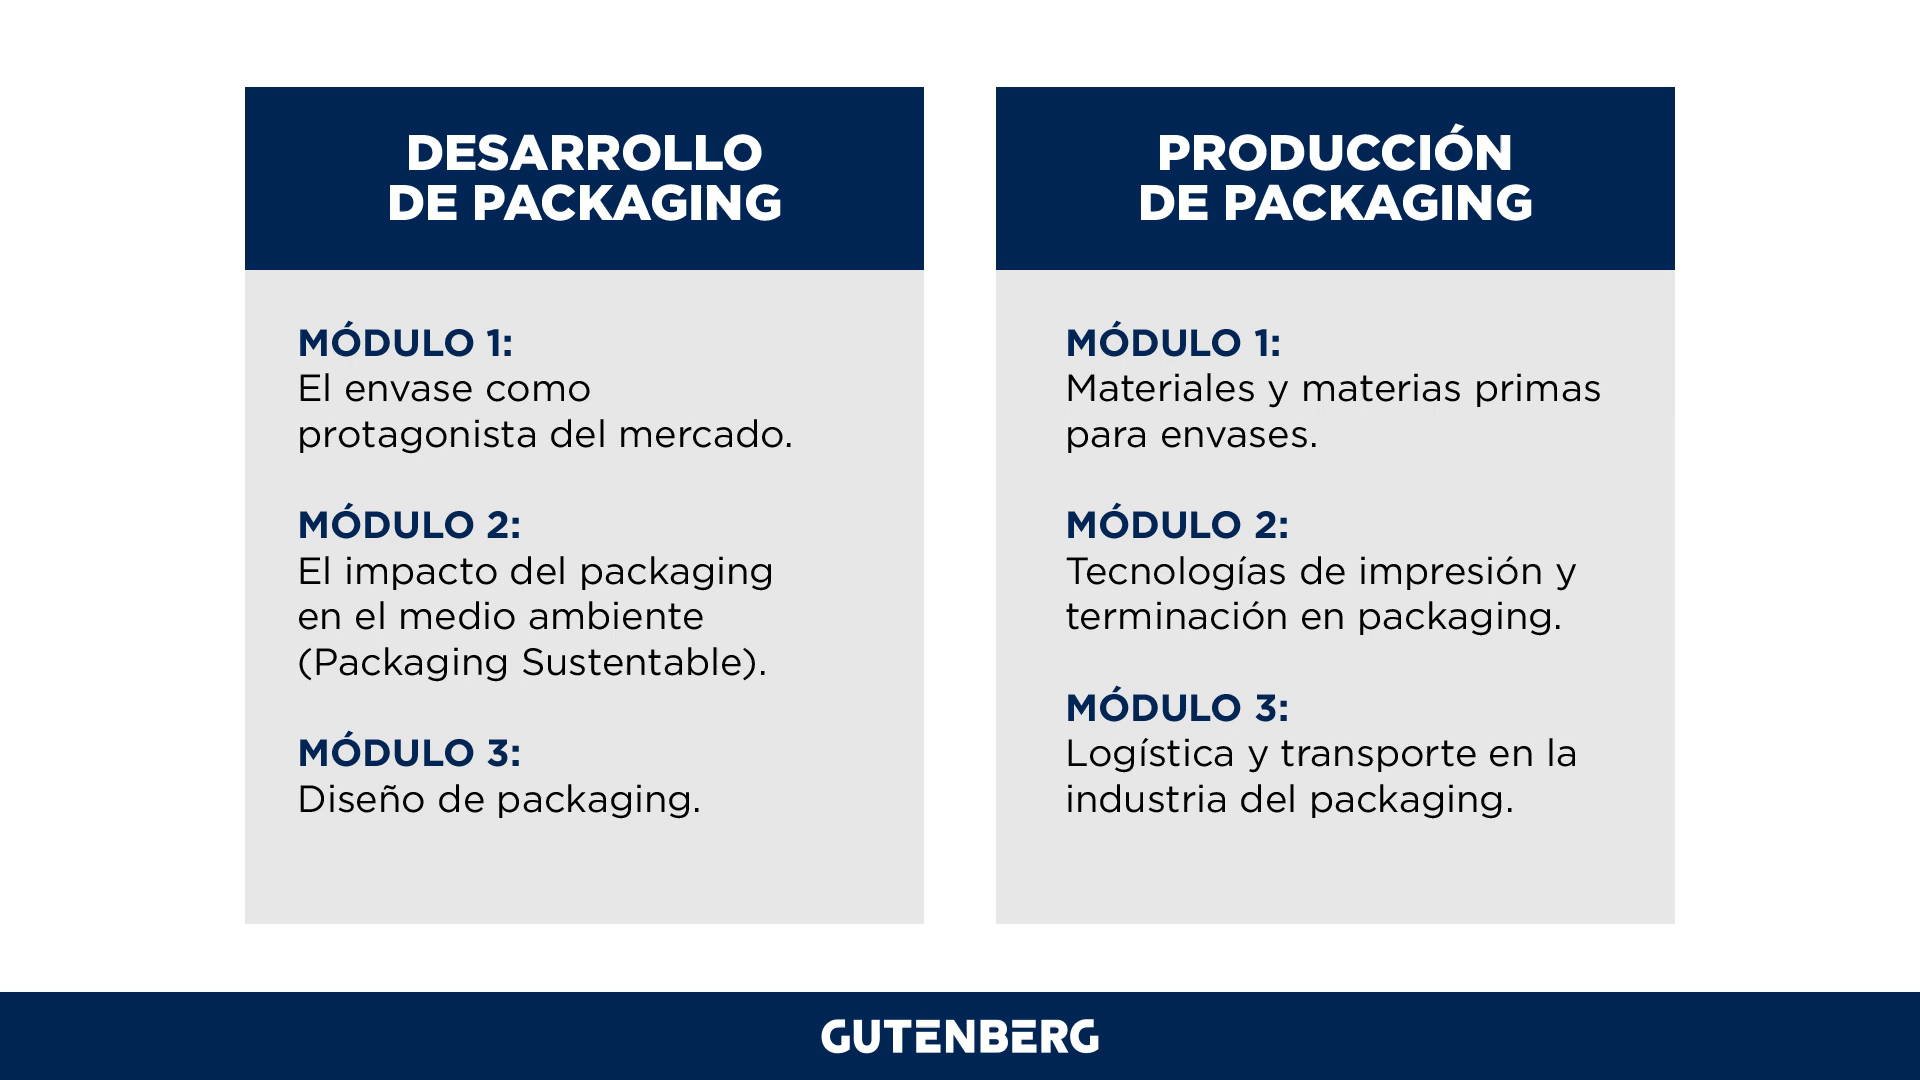 DESARROLLO
DE PACKAGING
MÓDULO 1:
El envase como
protagonista del mercado.
MÓDULO 2:
El impacto del packaging
en el medio ambiente
(Packaging Sustentable).
MÓDULO 3:
Diseño de packaging.
PRODUCCIÓN
DE PACKAGING
MÓDULO 1:
Materiales y materias primas
para envases.
MÓDULO 2:
Tecnologías de impresión y
terminación en packaging.
MÓDULO 3:
Logística y transporte en la
industria del packaging.
GUTENBERG